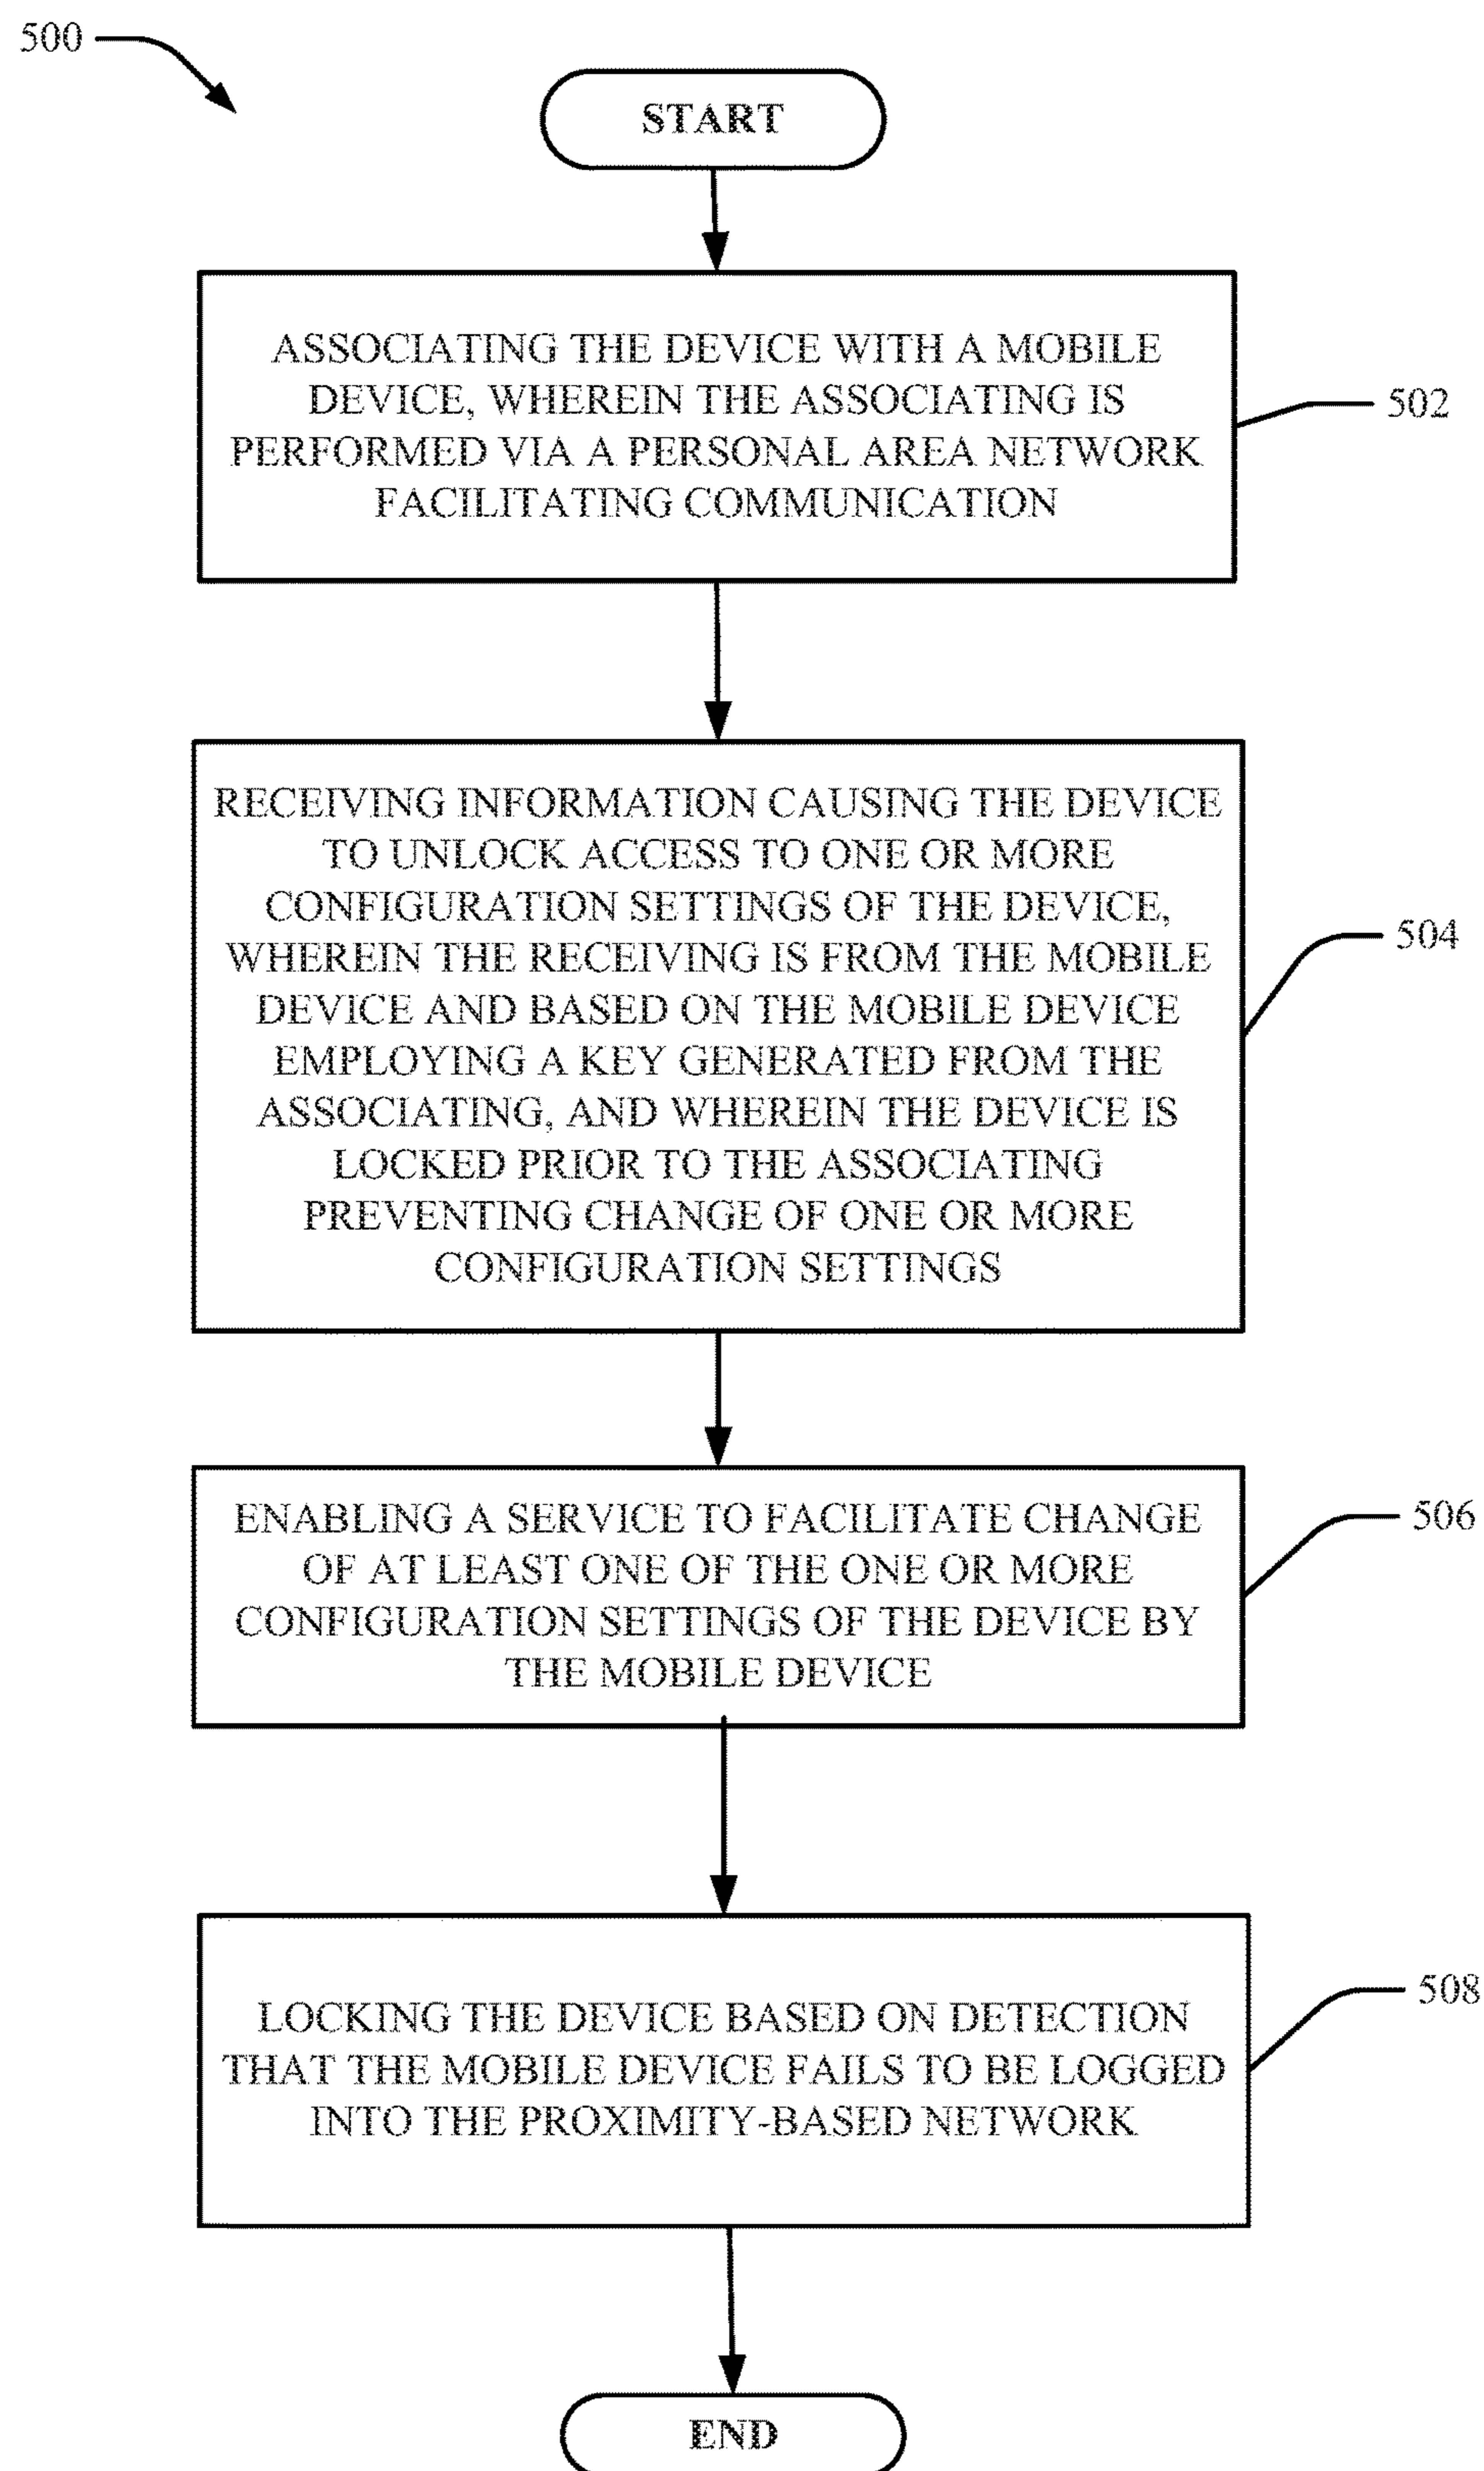 500
START
ASSOCIATING THE DEVICE WITH A MOBILE
DEVICE, WHEREIN THE ASSOCIATING IS
PERFORMED VIA A PERSONAL AREA NETWORK
FACILITATING COMMUNICATION
502
RECEIVING INFORMATION CAUSING THE DEVICE
TO UNLOCK ACCESS TO ONE OR MORE
CONFIGURATION SETTINGS OF THE DEVICE,
WHEREIN THE RECEIVING IS FROM THE MOBILE
DEVICE AND BASED ON THE MOBILE DEVICE
EMPLOYING A KEY GENERATED FROM THE
ASSOCIATING, AND WHEREIN THE DEVICE IS
LOCKED PRIOR TO THE ASSOCIATING
PREVENTING CHANGE OF ONE OR MORE
CONFIGURATION SETTINGS
504
ENABLING A SERVICE TO FACILITATE CHANGE
OF AT LEAST ONE OF THE ONE OR MORE
CONFIGURATION SETTINGS OF THE DEVICE BY
THE MOBILE DEVICE
506
LOCKING THE DEVICE BASED ON DETECTION
THAT THE MOBILE DEVICE FAILS TO BE LOGGED
INTO THE PROXIMITY-BASED NETWORK
508
END